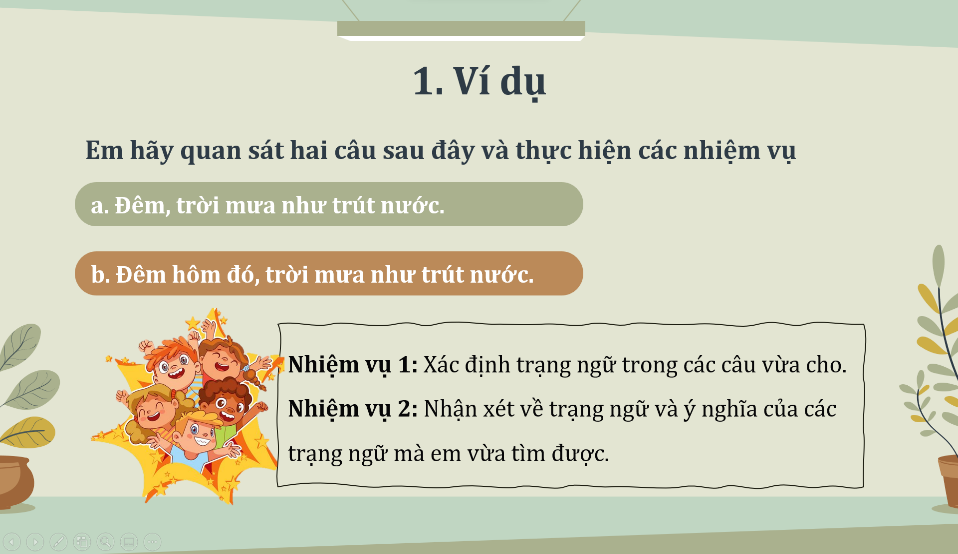 1. Ví dụ
Em hãy quan sát hai câu sau đây và thực hiện các nhiệm vụ
a. Đêm, trời mưa như trút nước.
b. Đêm hôm đó, trời mưa như trút nước.
Nhiệm vụ 1: Xác định trạng ngữ trong các câu vừa cho.
Nhiệm vụ 2: Nhận xét về trạng ngữ và ý nghĩa của các
trạng ngữ mà em vừa tìm được.